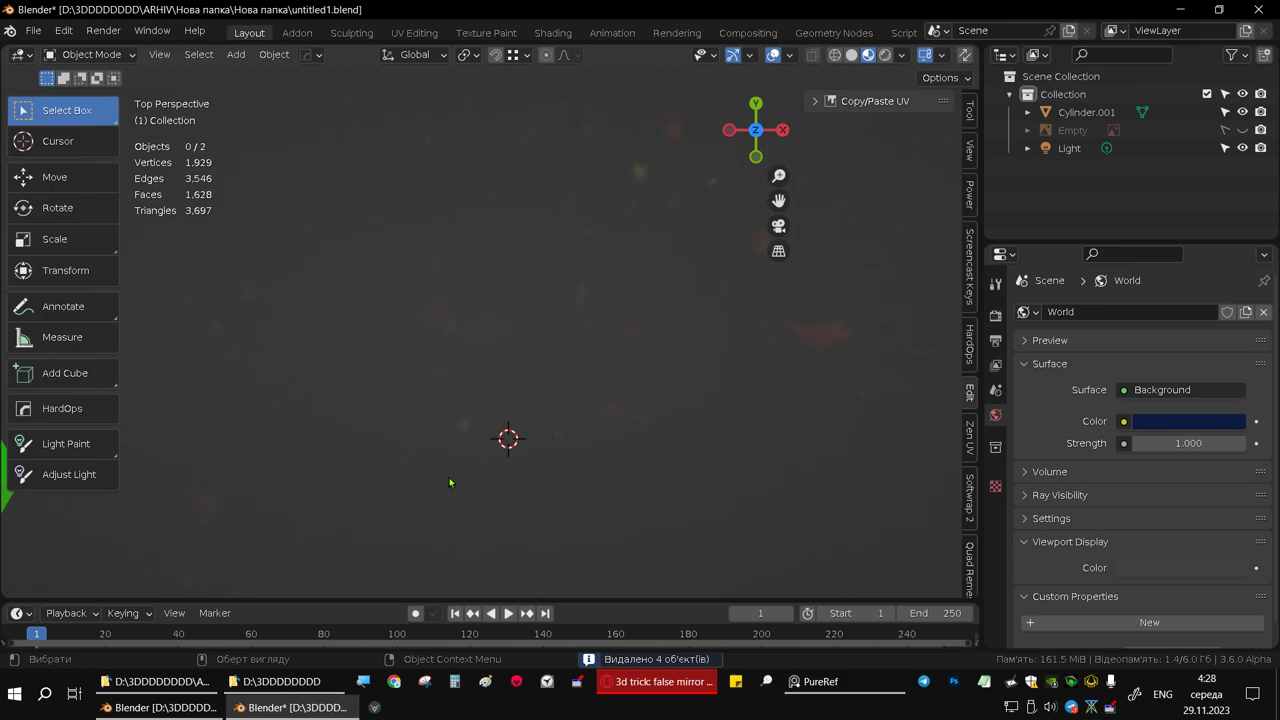 Blender* [D:\3DDDDDDDD\ARHIV\Нова папка\Нова папка\untitled1.blend]
File Edit Render Window Help Layout Addon Sculpting UV Editing Texture Paint Shading Animation Rendering Compositing Geometry Nodes Script Scene ViewLayer
Object Mode View Select Add Object Global
Options
Select Box
Cursor
Move
Rotate
Scale
Transform
Annotate
Measure
Add Cube
HardOps
Light Paint
Adjust Light
Top Perspective
(1) Collection
Objects 0 / 2
Vertices 1,929
Edges 3,546
Faces 1,628
Triangles 3,697
Copy/Paste UV
Y
Z
X
Tool
View
Power
Screencast Keys
HardOps
Edit
Zen UV
Softwrap 2
Quad Reme
Scene Collection
Collection
Cylinder.001
Empty
Light
Scene World
World
Preview
Surface
Surface Background
Color
Strength 1.000
Volume
Ray Visibility
Settings
Viewport Display
Color
Custom Properties
New
Playback Keying View Marker 1 Start 1 End 250
1 20 40 60 80 100 120 140 160 180 200 220 240
Вибрати Оберт вигляду Object Context Menu Видалено 4 об'єкт(ів) Пам'ять: 161.5 MiB | Відеопам'ять: 1.4/6.0 Гб | 3.6.0 Alpha
D:\3DDDDDDDD\A... D:\3DDDDDDDD 3d trick: false mirror ... PureRef
Blender [D:\3DDDD... Blender* [D:\3DDDD...
ENG
4:28
середа
29.11.2023